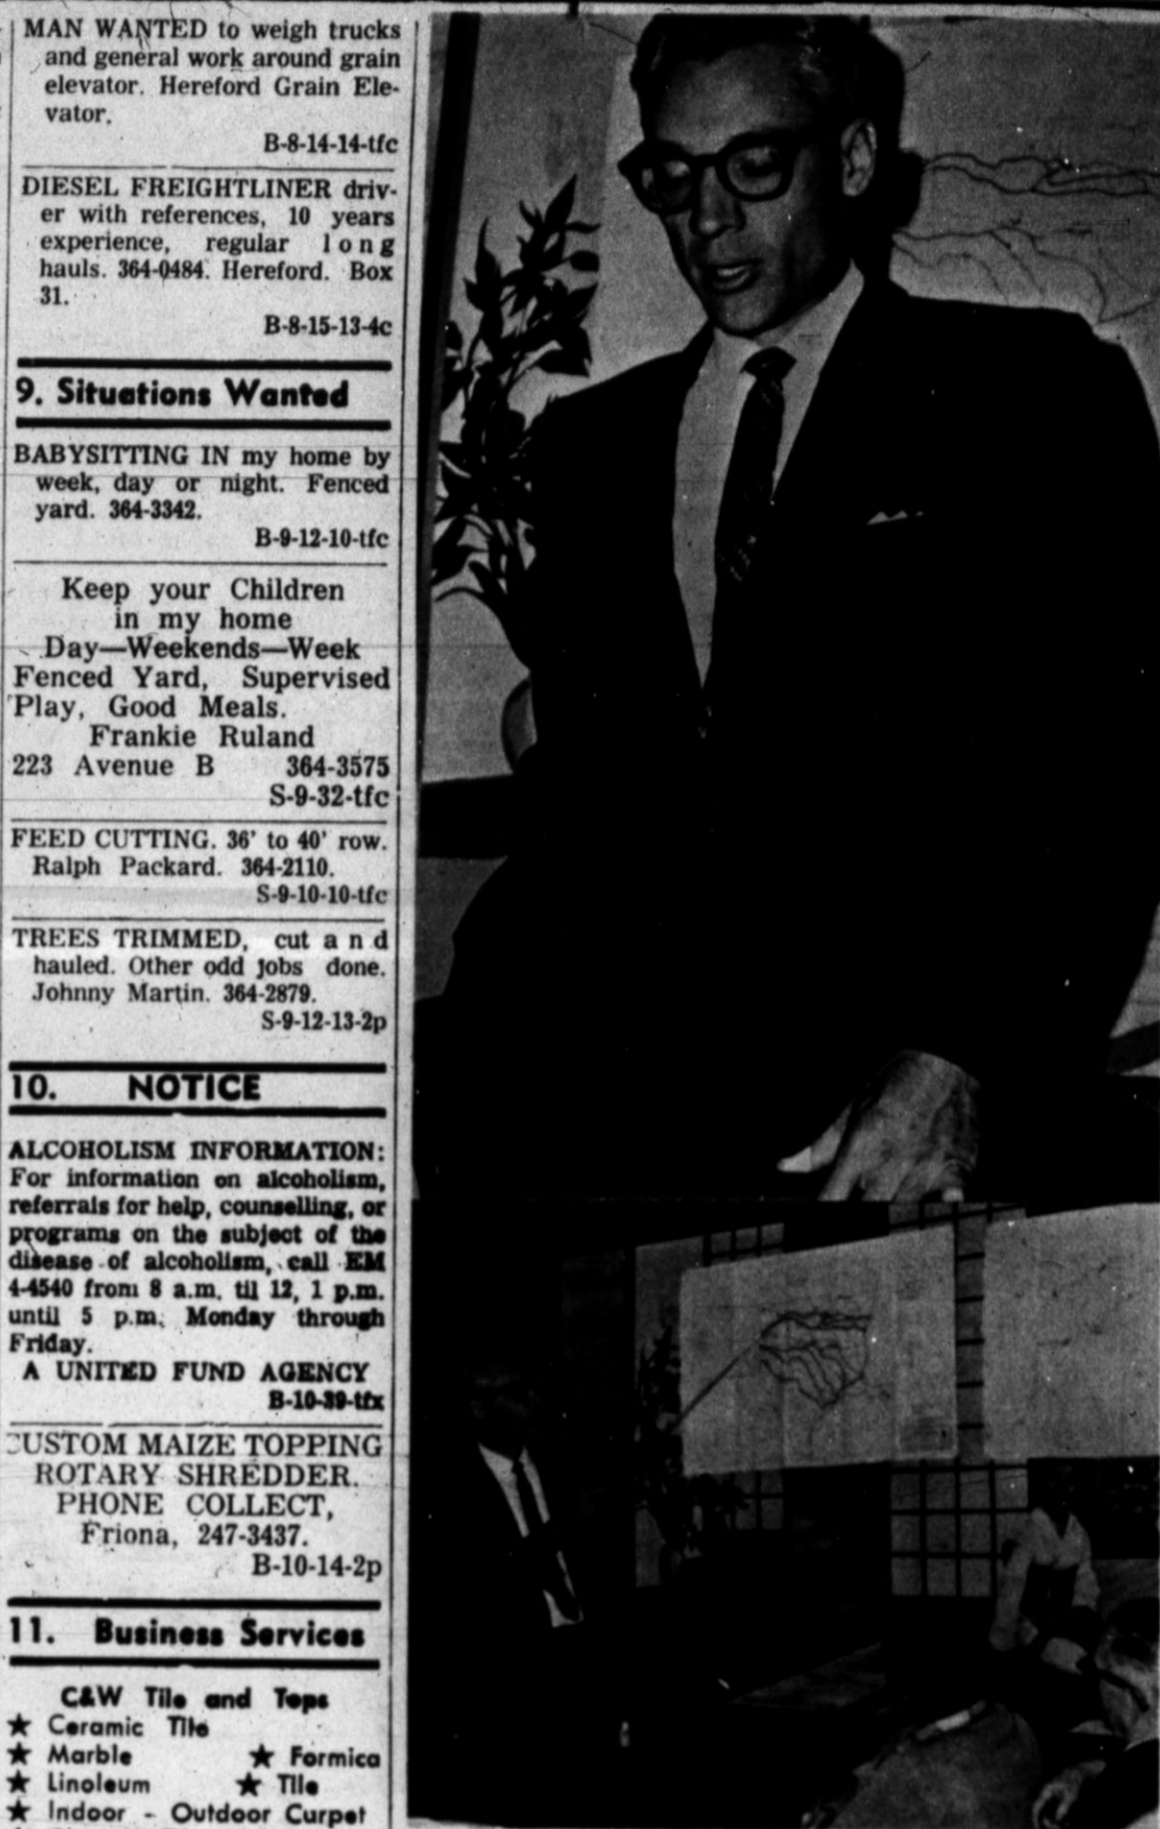 MAN WANTED to weigh trucks
and general work around grain
elevator. Hereford Grain Ele-
vator.
B-8-14-14-tfc
DIESEL FREIGHTLINER driv-
er with references, 10 years
experience, regular long
hauls. 364-0484. Hereford. Box
31.
B-8-15-13-4c
9. Situations Wanted
BABYSITTING IN my home by
week, day or night. Fenced
yard. 364-3342.
B-9-12-10-tfc
Keep your Children
in my home
Day—Weekends—Week
Fenced Yard, Supervised
Play, Good Meals.
Frankie Ruland
223 Avenue B 364-3575
S-9-32-tfc
FEED CUTTING. 36' to 40' row.
Ralph Packard. 364-2110.
S-9-10-10-tfc
TREES TRIMMED, cut and
hauled. Other odd jobs done.
Johnny Martin. 364-2879.
S-9-12-13-2p
10. NOTICE
ALCOHOLISM INFORMATION:
For information on alcoholism,
referrals for help, counselling, or
programs on the subject of the
disease of alcoholism, call EM
4-4540 from 8 a.m. til 12, 1 p.m.
until 5 p.m. Monday through
Friday.
A UNITED FUND AGENCY
B-10-39-tfx
CUSTOM MAIZE TOPPING
ROTARY SHREDDER.
PHONE COLLECT,
Friona, 247-3437.
B-10-14-2p
11. Business Services
C&W Tile and Tops
★ Ceramic Tile
★ Marble ★ Formica
★ Linoleum ★ Tile
★ Indoor - Outdoor Carpet